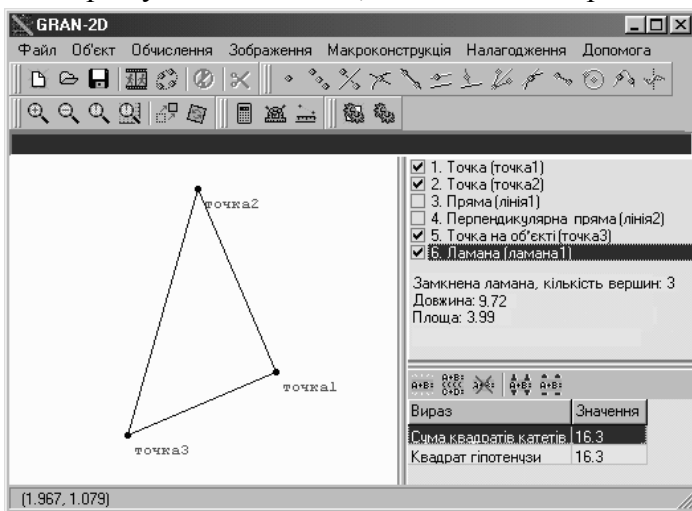 GRAN-2D
Файл Об'єкт Обчислення Зображення Макроконструкція Налагодження Допомога
точка2
точка1
точка3
1. Точка (точка1)
2. Точка (точка2)
3. Пряма (лінія1)
4. Перпендикулярна пряма (лінія2)
5. Точка на об'єкті (точка3)
6. Ламана (ламана1)
Замкнена ламана, кількість вершин: 3
Довжина: 9.72
Площа: 3.99
Вираз Значення
Сума квадратів катетів 16.3
Квадрат гіпотенузи 16.3
(1.967, 1.079)